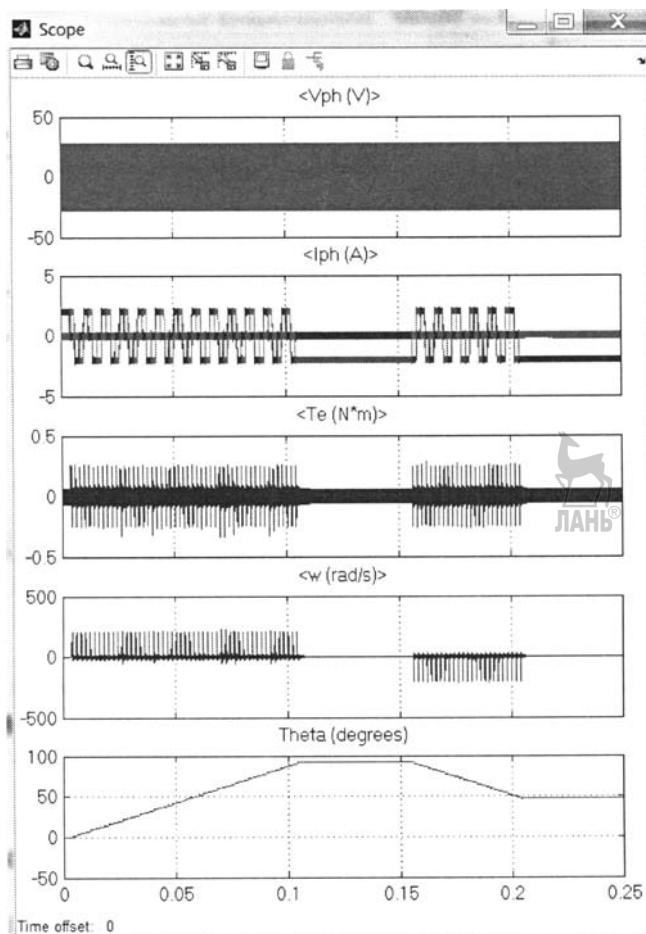 Scope
<Vph (V)>
50
0
-50
<Iph (A)>
5
0
-5
<Te (N*m)>
0.5
0
-0.5
ЛАНЬ®
<w (rad/s)>
500
0
-500
Theta (degrees)
100
50
0
-50
0 0.05 0.1 0.15 0.2 0.25
Time offset: 0